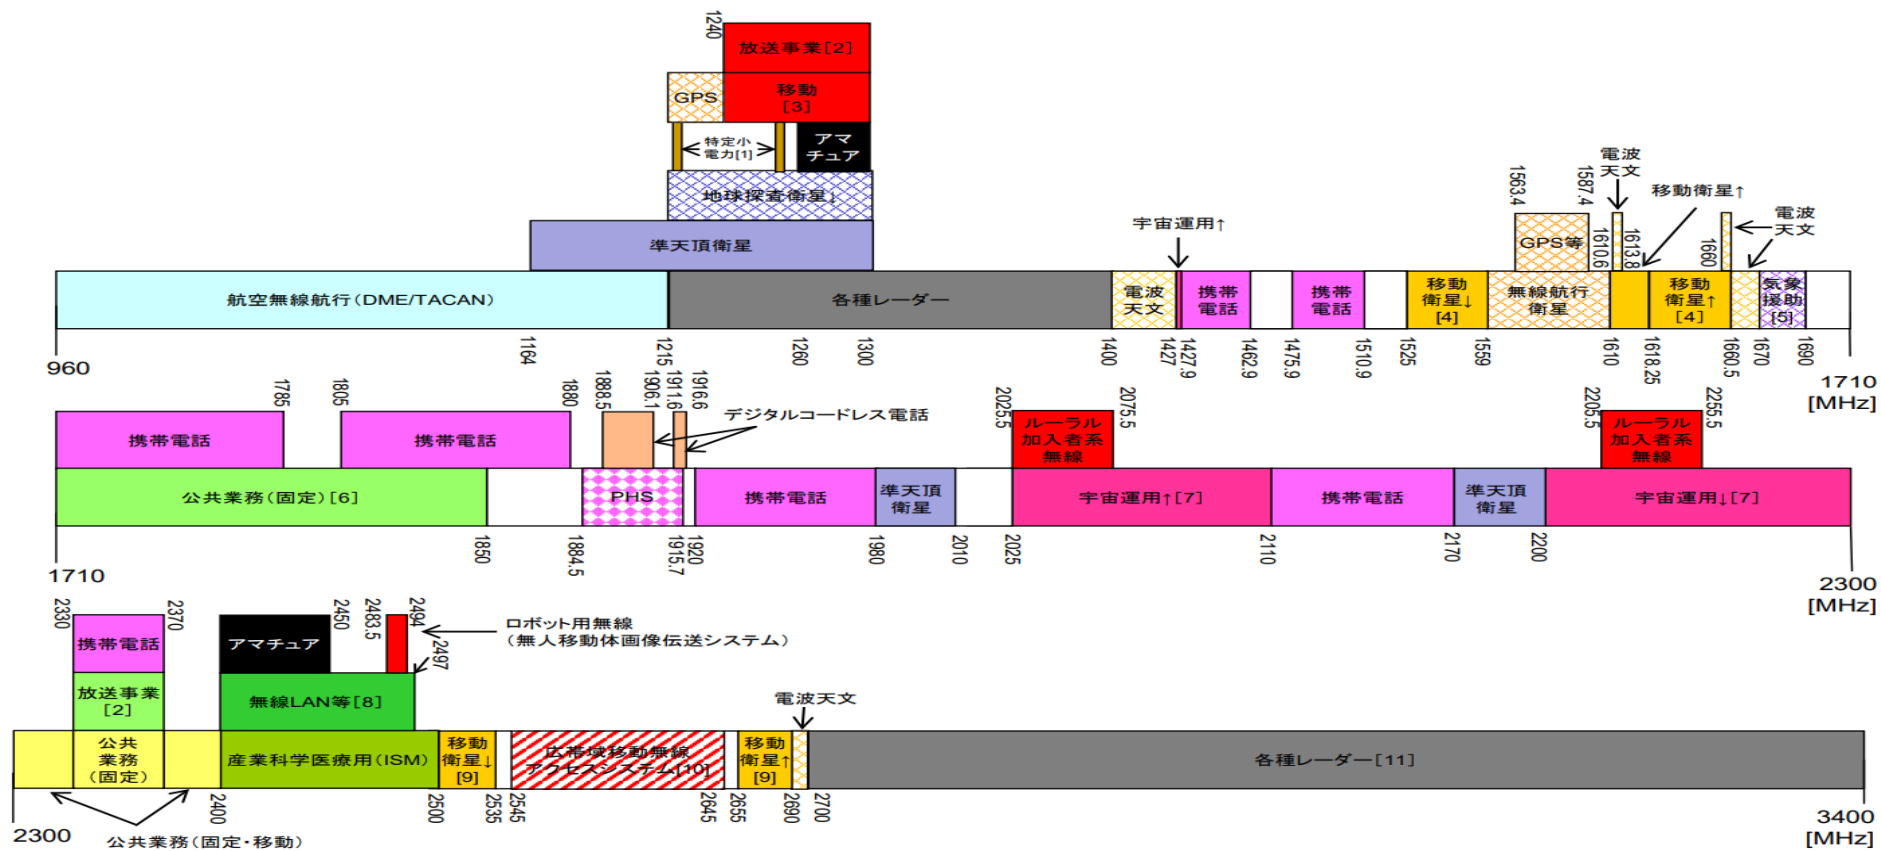 1240
放送事業[2]
GPS
移動
[3]
特定小
電力[1]
アマ
チュア
地球探査衛星↓
準天頂衛星
電波
天文
移動衛星↑
電波
天文
宇宙運用↑
1563.4
1587.4
GPS等
1610.6
1613.8
1660
航空無線航行(DME/TACAN)
各種レーダー
電波
天文
携帯
電話
携帯
電話
移動
衛星↓
[4]
無線航行
衛星
移動
衛星↑
[4]
気象
援助
[5]
960
1164
1215
1260
1300
1400
1427
1427.9
1462.9
1475.9
1510.9
1525
1559
1610
1618.25
1660.5
1670
1690
1710
[MHz]
1785
1805
1880
1888.5
1906.1
1911.6
1916.6
デジタルコードレス電話
2025.5
2075.5
2205.5
2255.5
携帯電話
携帯電話
ルーラル
加入者系
無線
ルーラル
加入者系
無線
公共業務(固定)[6]
PHS
携帯電話
準天頂
衛星
宇宙運用↑[7]
携帯電話
準天頂
衛星
宇宙運用↓[7]
1710
1850
1884.5
1915.7
1920
1980
2010
2025
2110
2170
2200
2300
[MHz]
2330
2370
2450
2483.5
2494
2497
ロボット用無線
(無人移動体画像伝送システム)
携帯電話
アマチュア
放送事業
[2]
無線LAN等[8]
電波天文
公共
業務
(固定)
産業科学医療用(ISM)
移動
衛星↓
[9]
広帯域移動無線
アクセスシステム[10]
移動
衛星↑
[9]
各種レーダー[11]
2300
公共業務(固定・移動)
2400
2500
2535
2545
2645
2655
2690
2700
3400
[MHz]